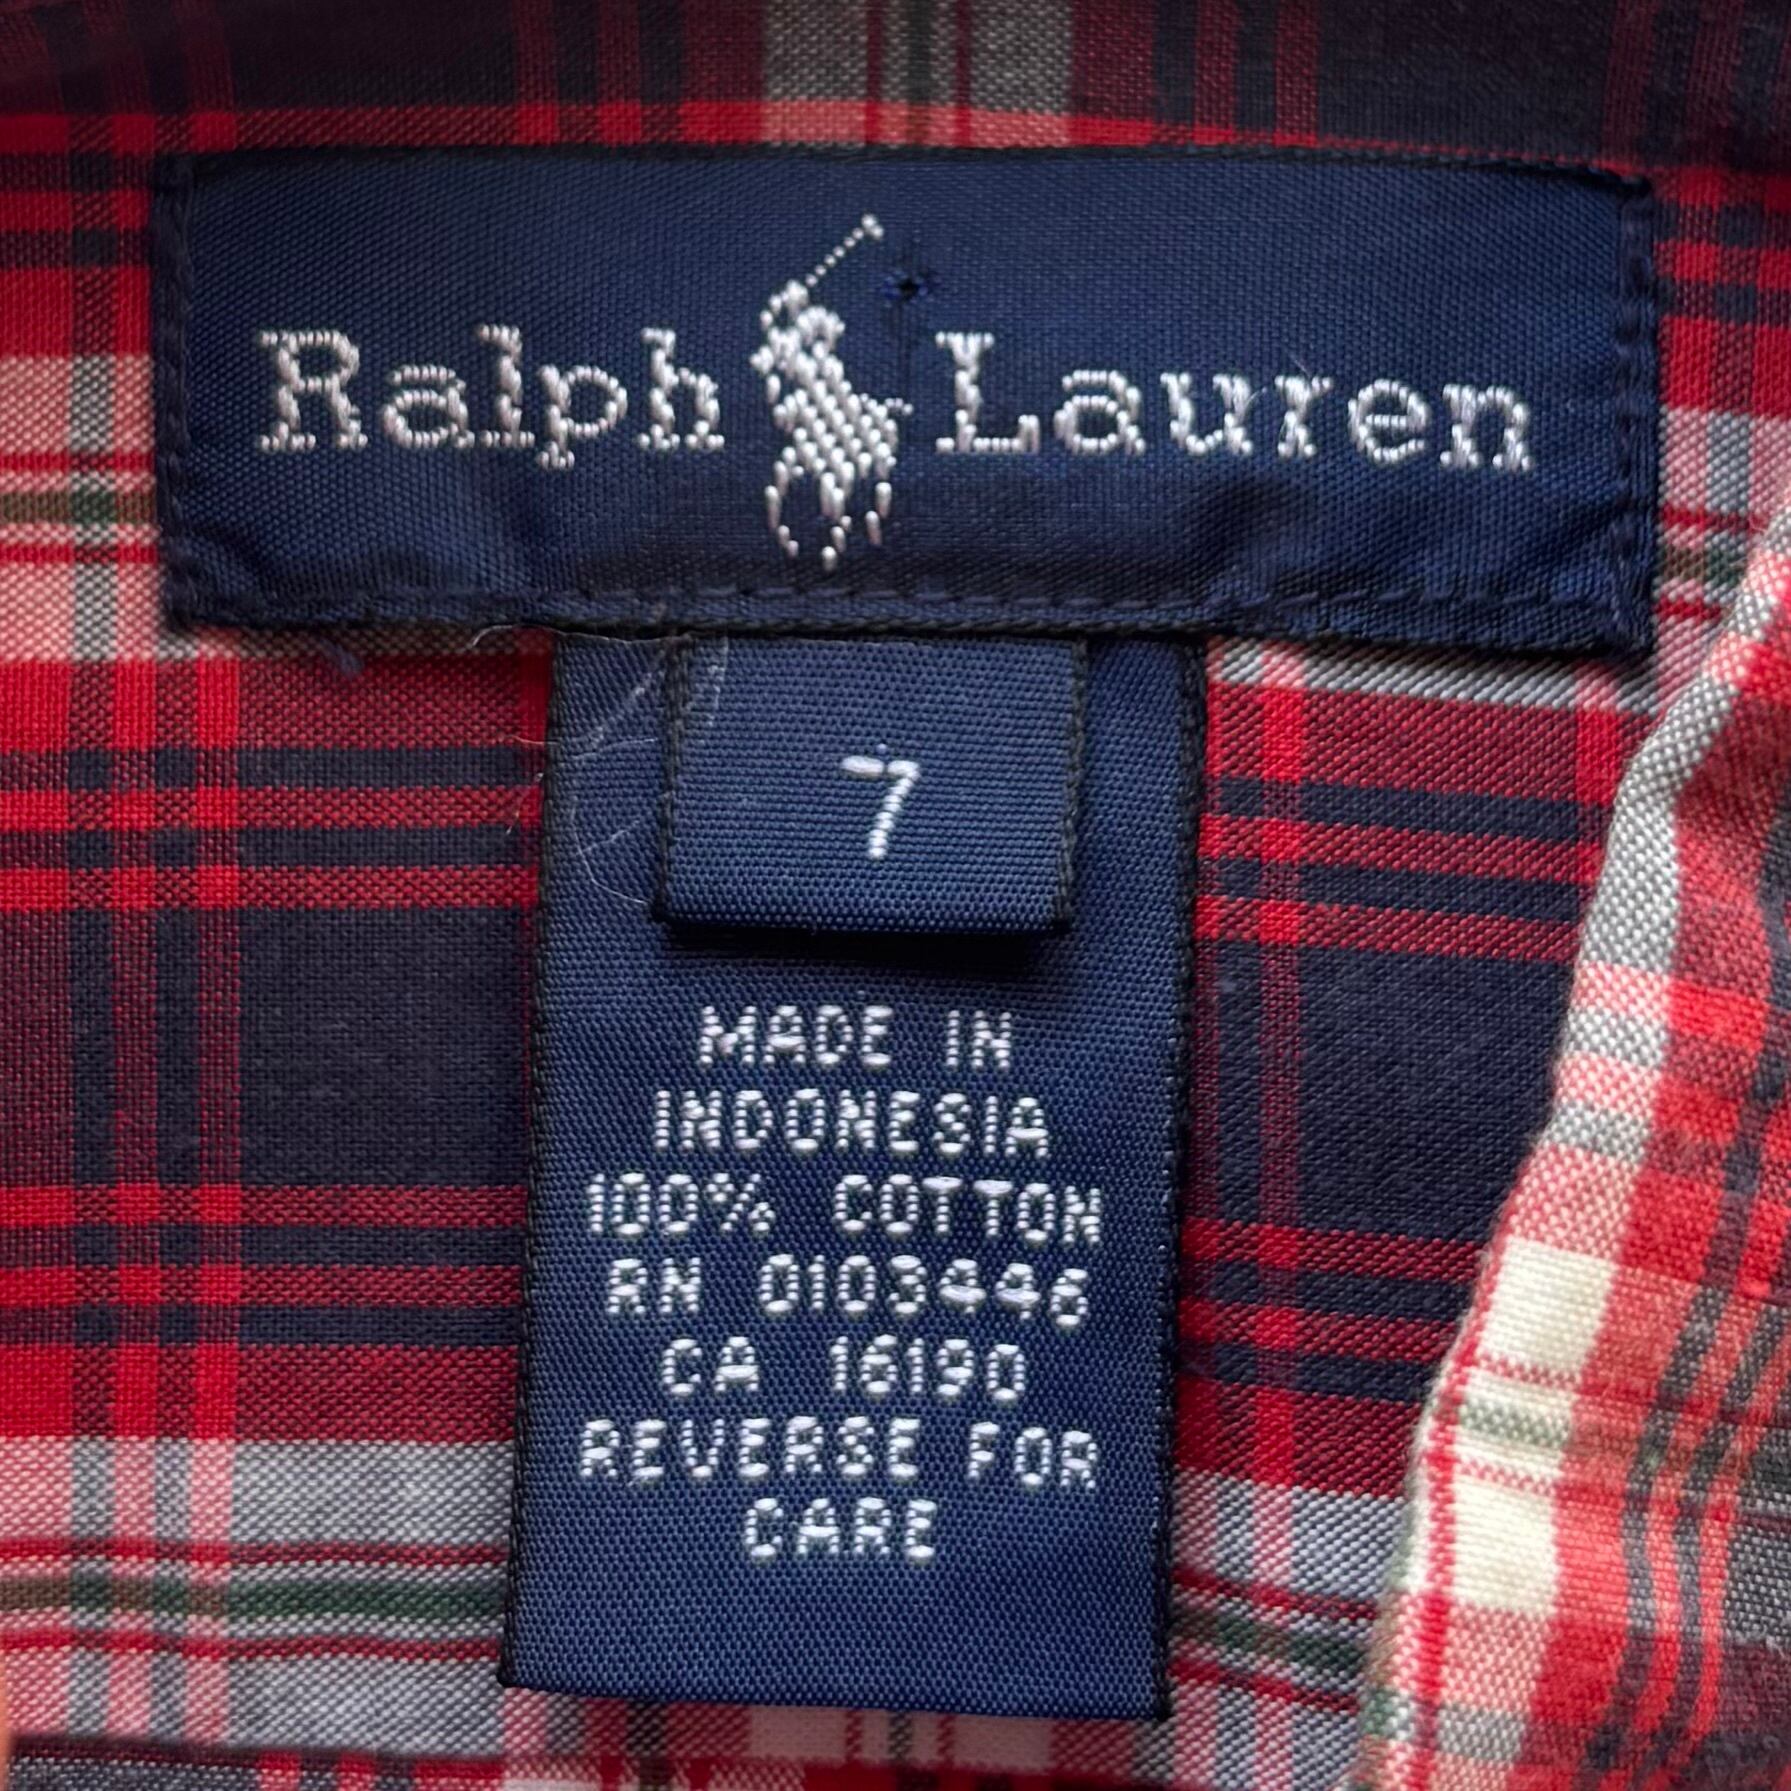 Ralph Lauren
7
MADE IN
INDONESIA
100% COTTON
RN 0103446
CA 16190
REVERSE FOR
CARE